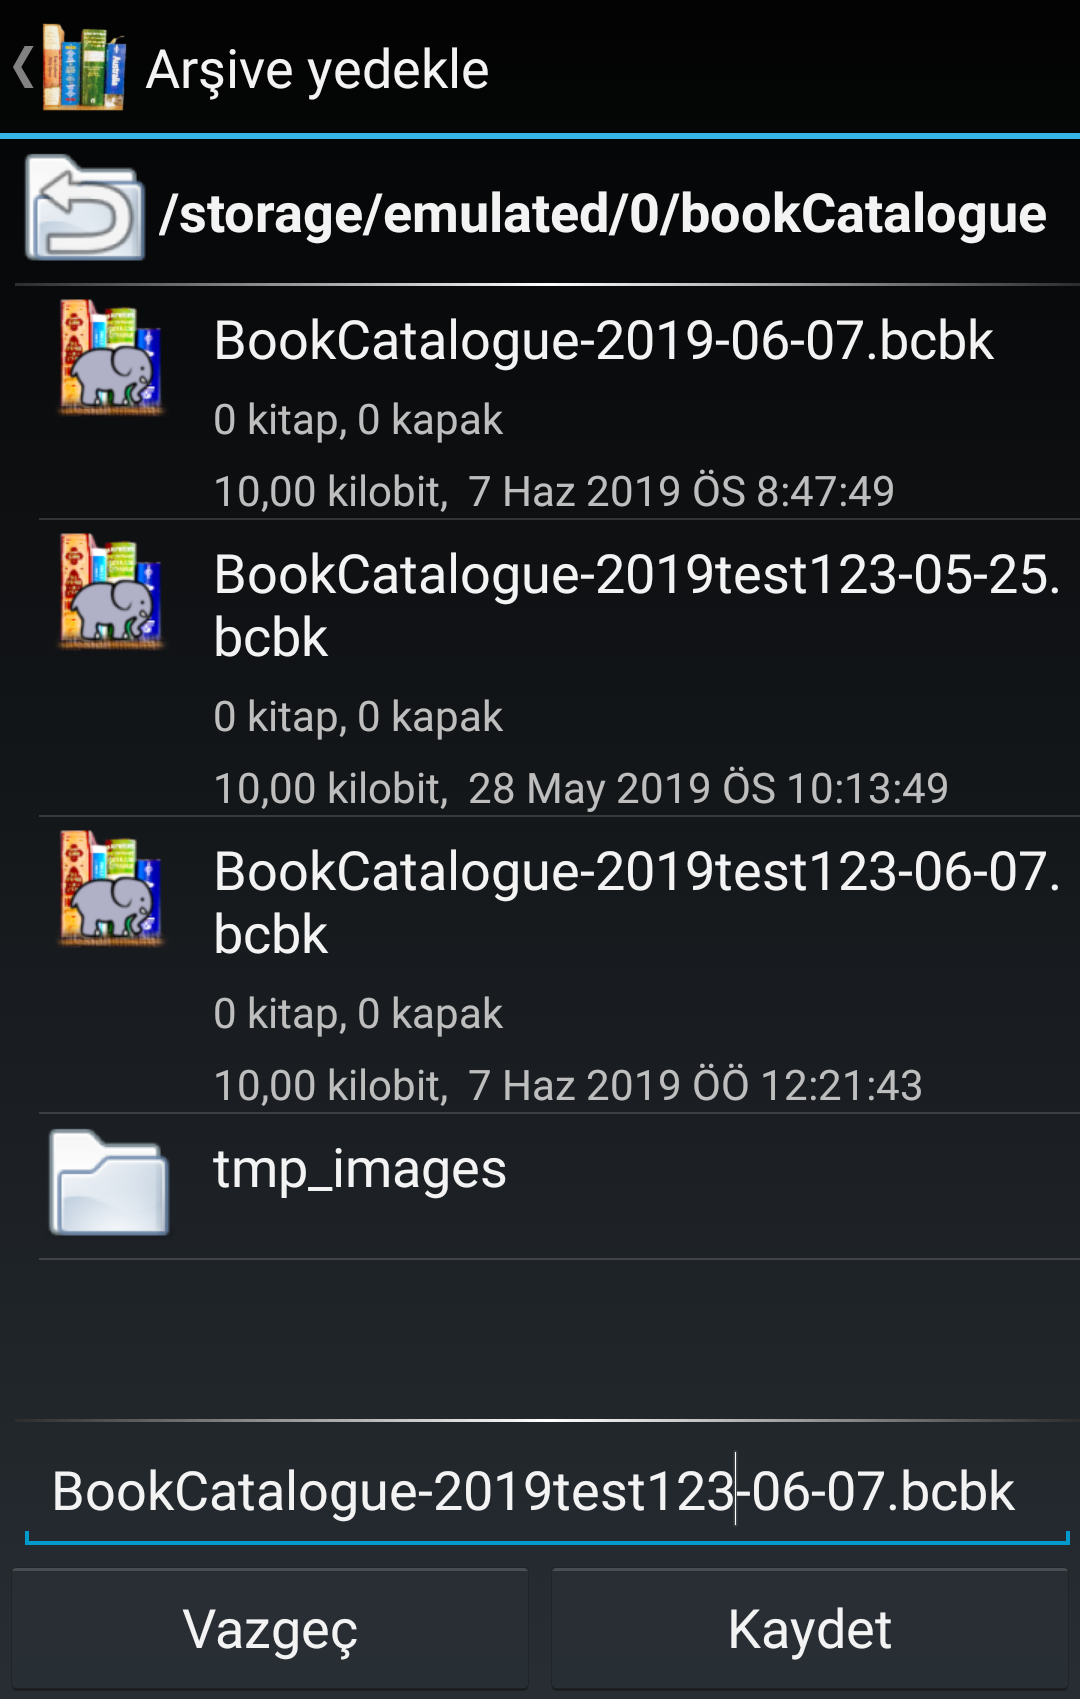 Arşive yedekle
/storage/emulated/0/bookCatalogue
BookCatalogue-2019-06-07.bcbk
0 kitap, 0 kapak
10,00 kilobit,  7 Haz 2019 ÖS 8:47:49
BookCatalogue-2019test123-05-25.
bcbk
0 kitap, 0 kapak
10,00 kilobit,  28 May 2019 ÖS 10:13:49
BookCatalogue-2019test123-06-07.
bcbk
0 kitap, 0 kapak
10,00 kilobit,  7 Haz 2019 ÖÖ 12:21:43
tmp_images
BookCatalogue-2019test123-06-07.bcbk
Vazgeç
Kaydet